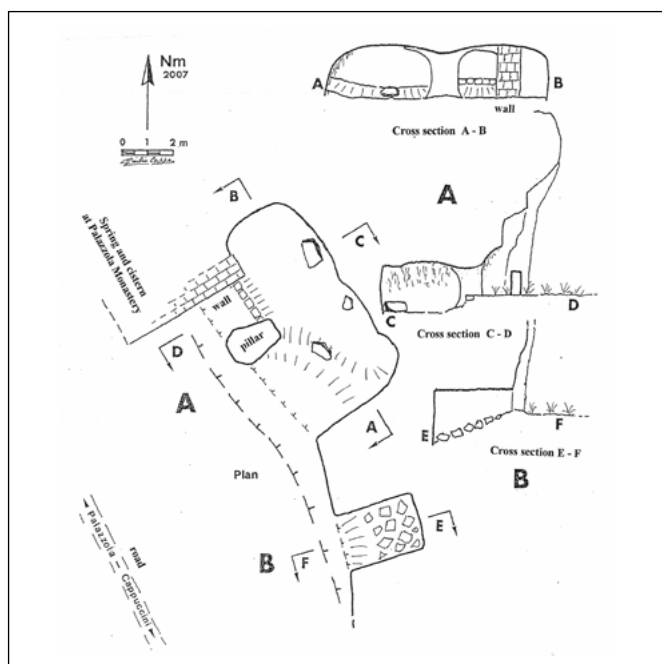 Nm
2007
0 1 2 m
A
B
wall
Cross section A - B
A
C
D
Cross section C - D
E
F
Cross section E - F
B
B
C
Spring and cistern
at Palazzola Monastery
wall
pillar
D
A
A
Plan
E
B
F
road
Palazzola - Cappuccini